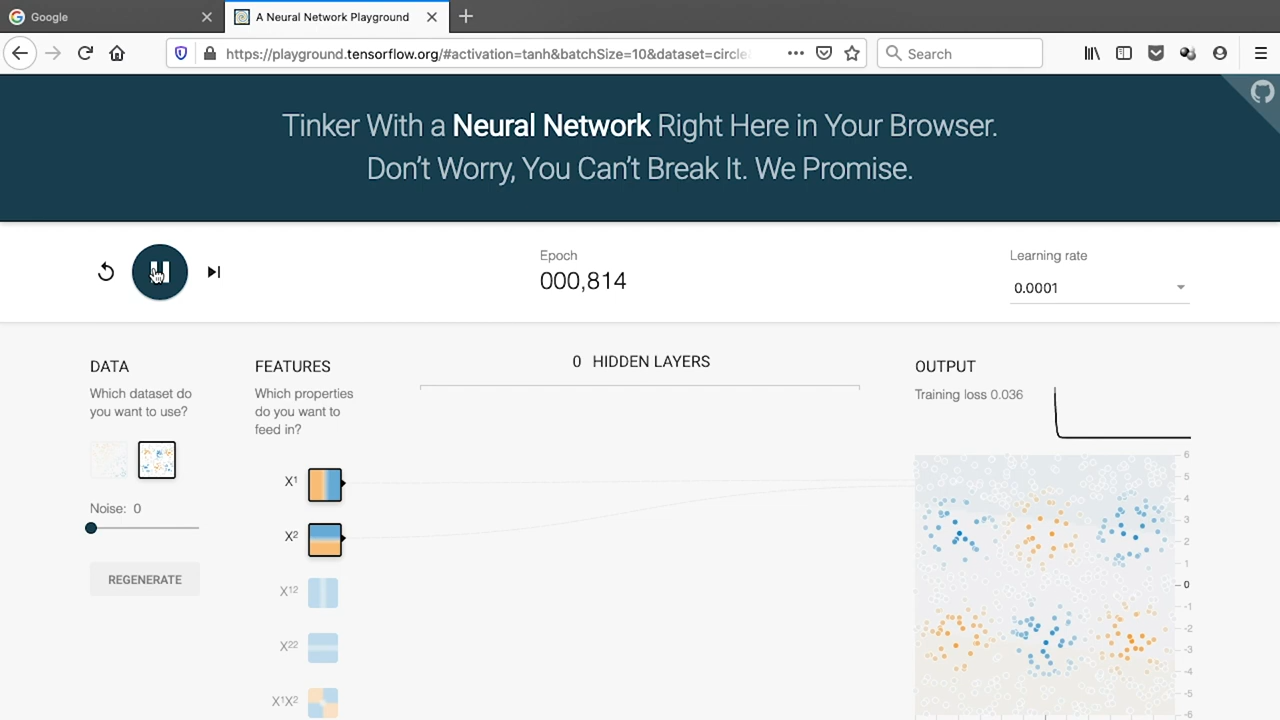 Google
A Neural Network Playground
https://playground.tensorflow.org/#activation=tanh&batchSize=10&dataset=circle
Search
Tinker With a Neural Network Right Here in Your Browser.
Don't Worry, You Can't Break It. We Promise.
Epoch
000,814
Learning rate
0.0001
DATA
Which dataset do
you want to use?
Noise: 0
REGENERATE
FEATURES
Which properties
do you want to
feed in?
X1
X2
X12
X22
X1X2
0 HIDDEN LAYERS
OUTPUT
Training loss 0.036
6
5
4
3
2
1
0
-1
-2
-3
-4
-5
-6